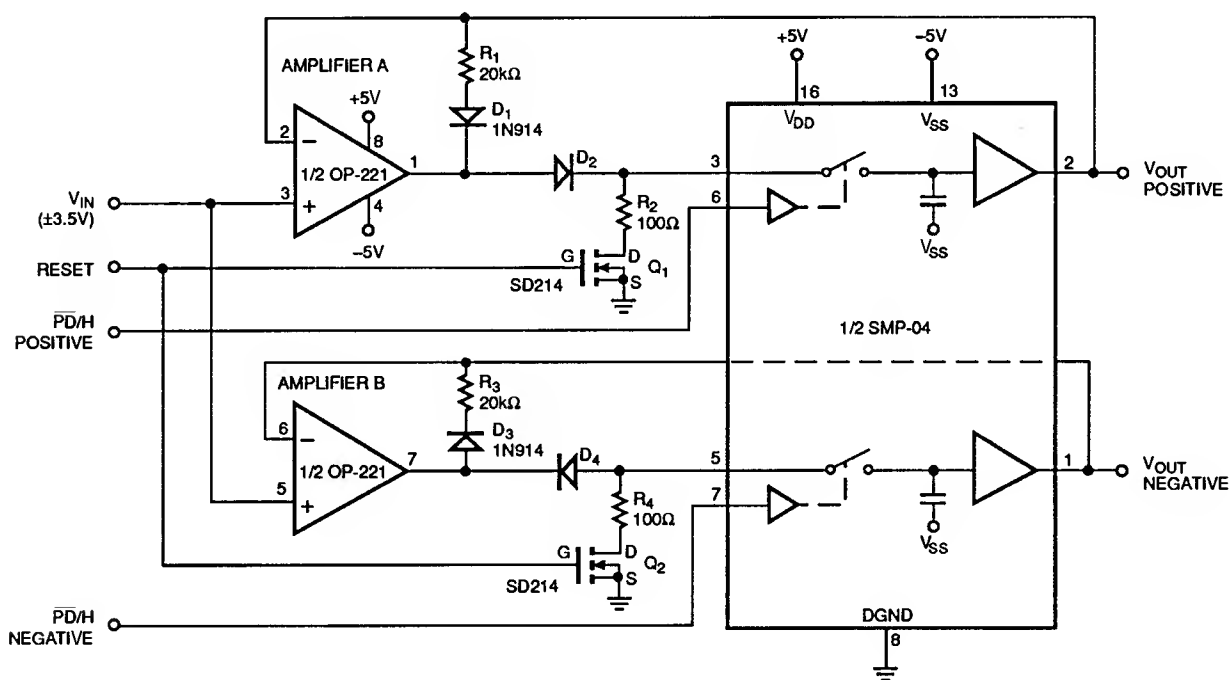 +5V
-5V
R1
20kΩ
AMPLIFIER A
16
13
+5V
D1
1N914
VDD
VSS
2
−
8
1/2 OP-221
1
D2
3
2
VOUT
POSITIVE
VIN
(±3.5V)
3
+
4
R2
100Ω
6
-5V
VSS
RESET
G
D
Q1
S
SD214
PD/H
POSITIVE
1/2 SMP-04
AMPLIFIER B
R3
20kΩ
6
−
D3
1N914
1/2 OP-221
7
D4
5
1
VOUT
NEGATIVE
5
+
R4
100Ω
7
VSS
G
D
Q2
S
SD214
PD/H
NEGATIVE
DGND
8